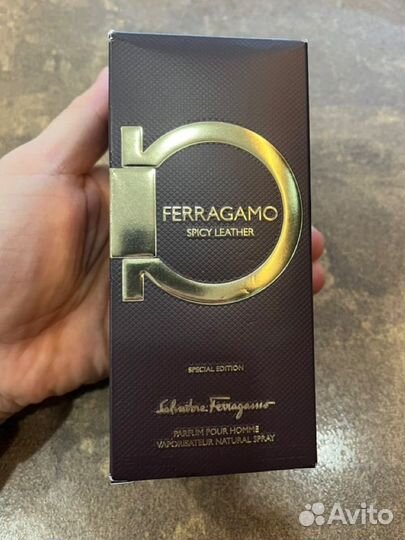 FERRAGAMO
SPICY LEATHER
SPECIAL EDITION
Salvatore Ferragamo
PARFUM POUR HOMME
VAPORISATEUR NATURAL SPRAY
Avito